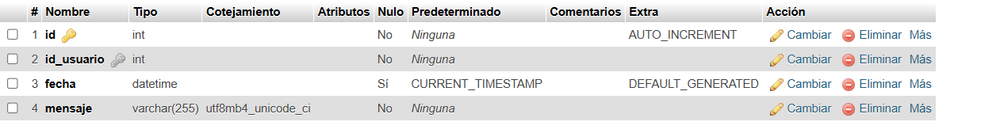 # Nombre Tipo Cotejamiento Atributos Nulo Predeterminado Comentarios Extra Acción
1 id int No Ninguna AUTO_INCREMENT Cambiar Eliminar Más
2 id_usuario int No Ninguna Cambiar Eliminar Más
3 fecha datetime Sí CURRENT_TIMESTAMP DEFAULT_GENERATED Cambiar Eliminar Más
4 mensaje varchar(255) utf8mb4_unicode_ci No Ninguna Cambiar Eliminar Más